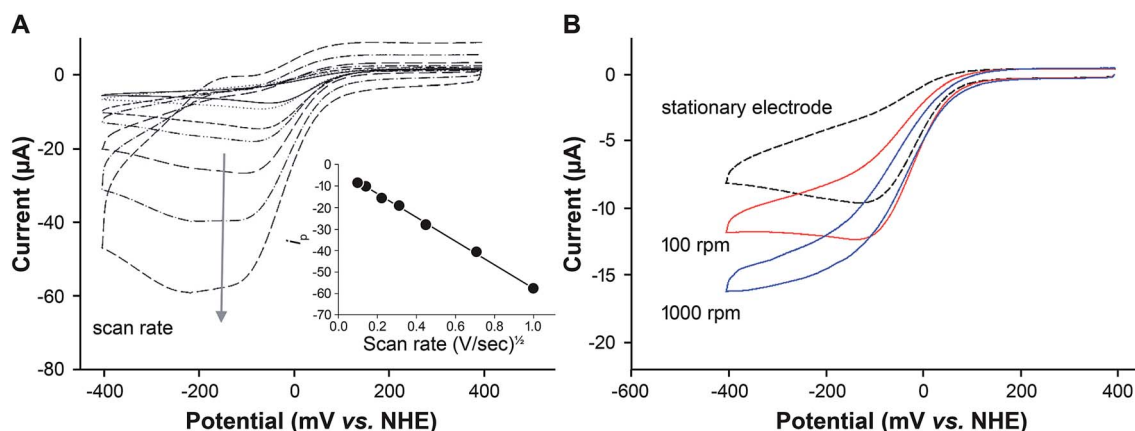 A
0
-20
-40
-60
-80
Current (µA)
-400
-200
0
200
400
Potential (mV vs. NHE)
scan rate
0
-10
-20
-30
-40
-50
-60
-70
ip
0.0
0.2
0.4
0.6
0.8
1.0
Scan rate (V/sec)½
B
0
-5
-10
-15
-20
Current (µA)
stationary electrode
100 rpm
1000 rpm
-600
-400
-200
0
200
400
Potential (mV vs. NHE)